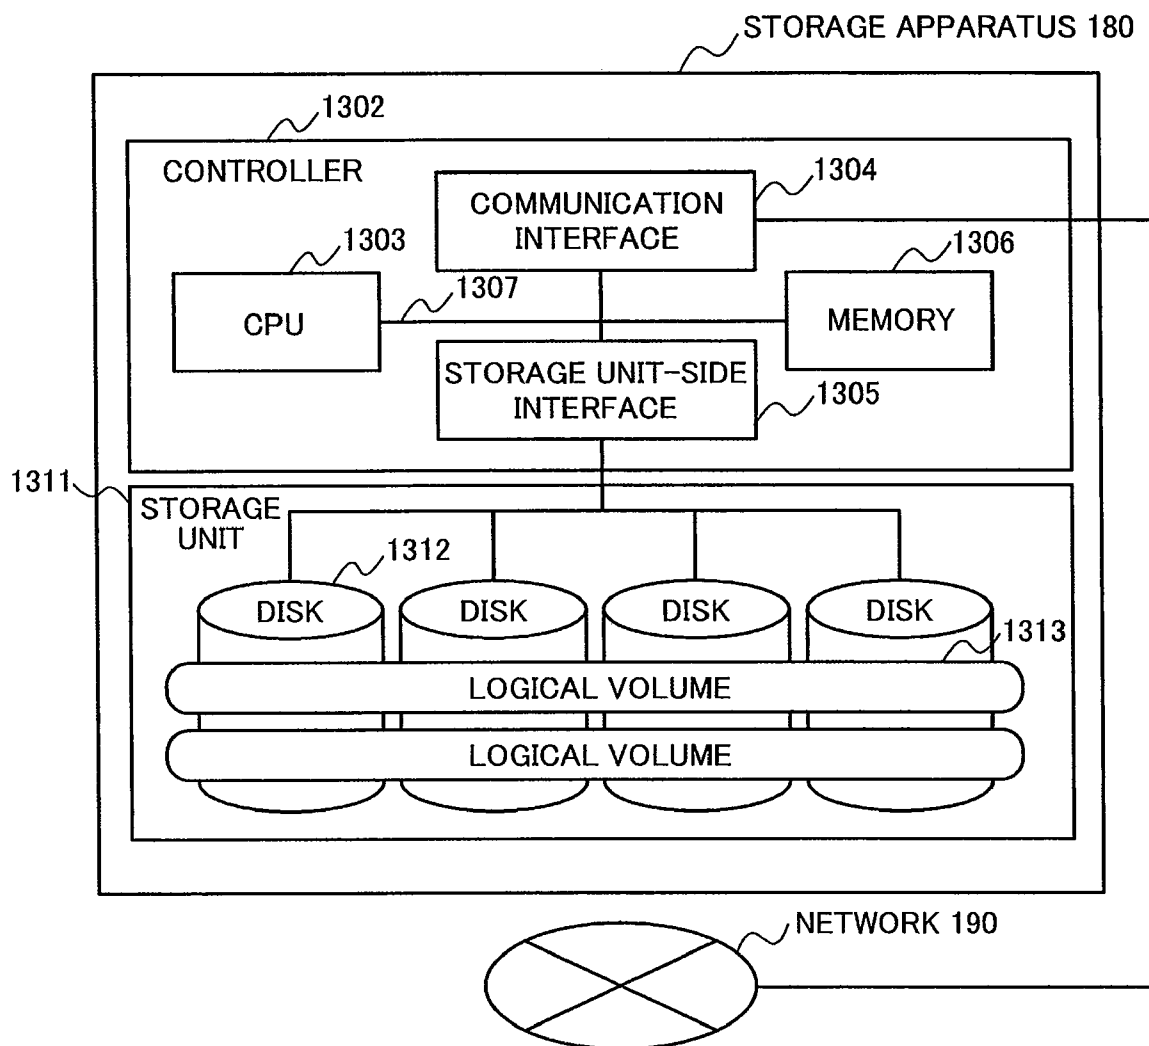 STORAGE APPARATUS 180
1302
CONTROLLER
1304
COMMUNICATION
INTERFACE
1303
1306
1307
CPU
MEMORY
STORAGE UNIT-SIDE
INTERFACE
1305
1311
STORAGE
UNIT
1312
DISK
DISK
DISK
DISK
1313
LOGICAL VOLUME
LOGICAL VOLUME
NETWORK 190